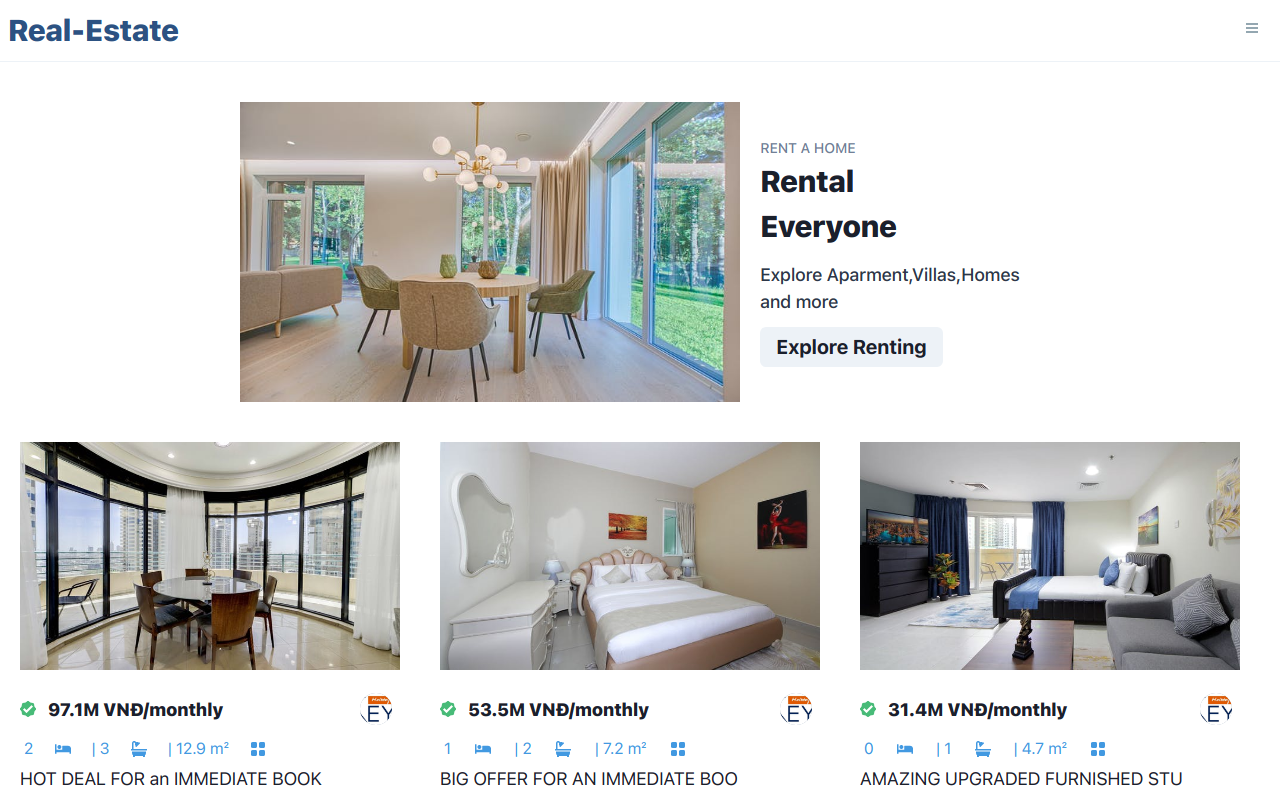 Real-Estate
RENT A HOME
Rental
Everyone
Explore Aparment,Villas,Homes
and more
Explore Renting
97.1M VNĐ/monthly
EY
2 | 3 | 12.9 m²
HOT DEAL FOR an IMMEDIATE BOOK
53.5M VNĐ/monthly
EY
1 | 2 | 7.2 m²
BIG OFFER FOR AN IMMEDIATE BOO
31.4M VNĐ/monthly
EY
0 | 1 | 4.7 m²
AMAZING UPGRADED FURNISHED STU